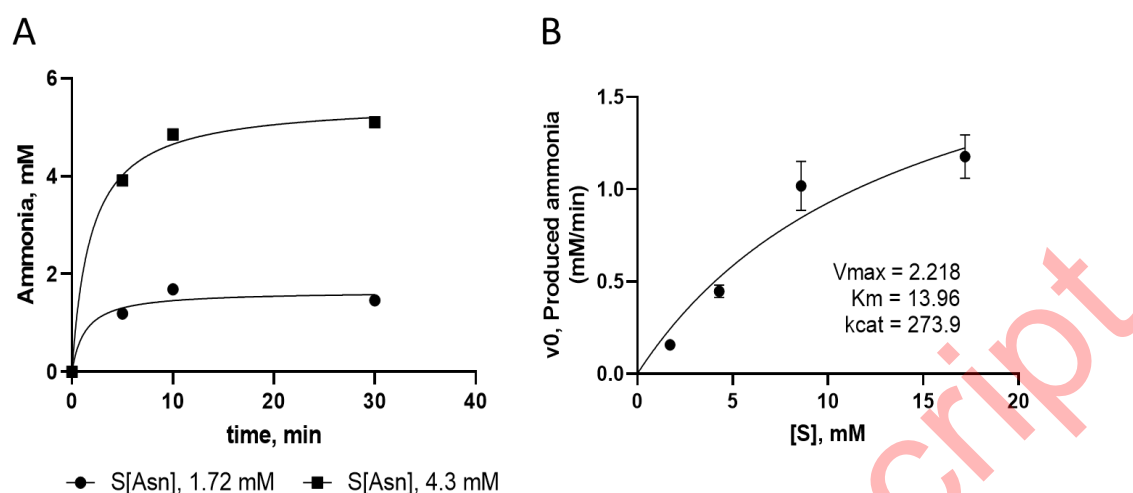 A
6
4
2
0
Ammonia, mM
0 10 20 30 40
time, min
S[Asn], 1.72 mM S[Asn], 4.3 mM
B
1.5
1.0
0.5
0.0
v0, Produced ammonia
(mM/min)
Vmax = 2.218
Km = 13.96
kcat = 273.9
0 5 10 15 20
[S], mM
cript